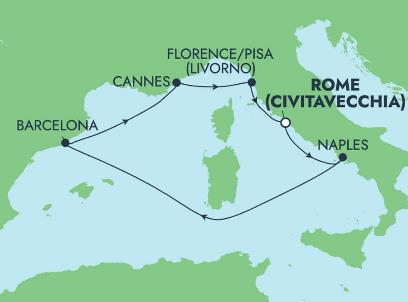 FLORENCE/PISA
(LIVORNO)
CANNES
ROME
(CIVITAVECCHIA)
BARCELONA
NAPLES